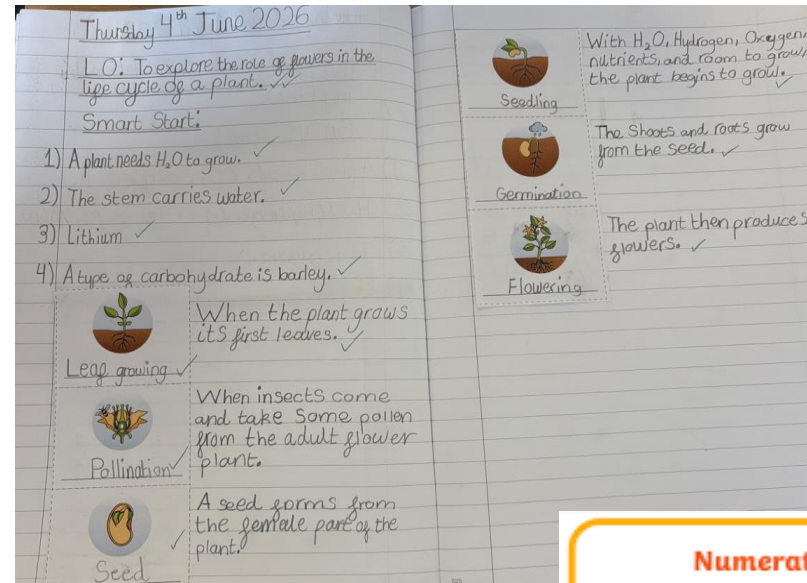 Thursday 4th June 2026
LO: To explore the role of flowers in the
life cycle of a plant.
Smart Start:
1) A plant needs H₂O to grow.
2) The stem carries water.
3) Lithium
4) A type of carbohydrate is barley.
Leaf growing
When the plant grows
its first leaves.
Pollination
When insects come
and take some pollen
from the adult flower
plant.
Seed
A seed forms from
the female part of the
plant.
Seedling
With H₂O, Hydrogen, Oxygen,
nutrients, and room to grow,
the plant begins to grow.
Germination
The Shoots and roots grow
from the seed.
Flowering
The plant then produces
flowers.